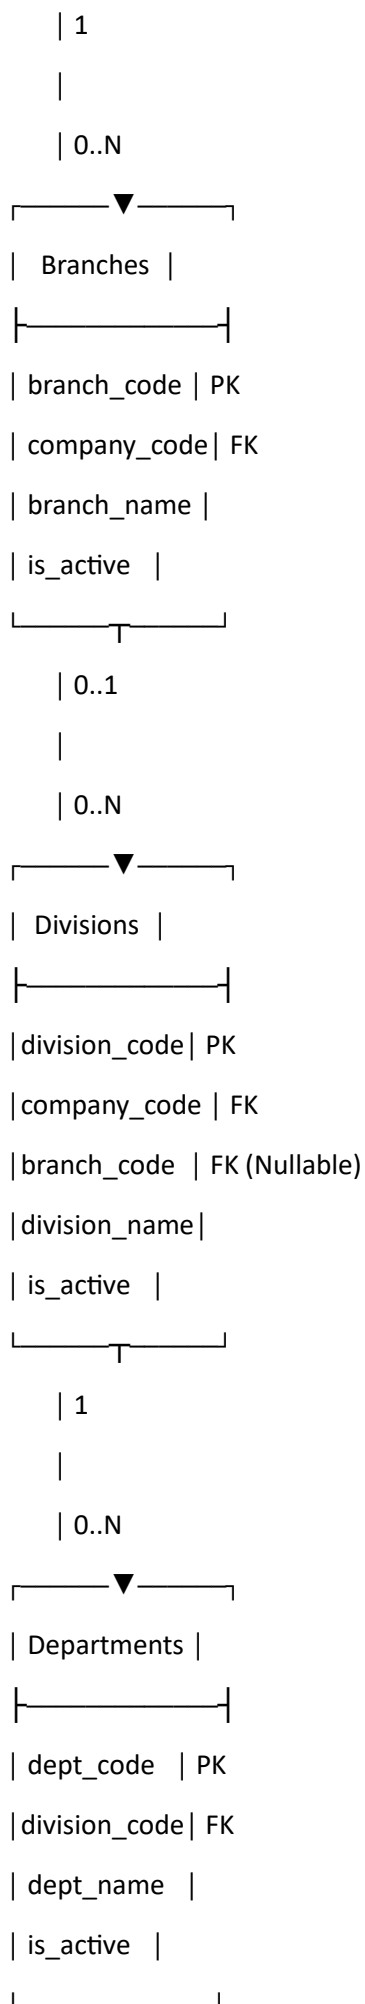 | 1
|
| 0..N
┌──────▼──────┐
| Branches |
├─────────────┤
| branch_code | PK
| company_code| FK
| branch_name |
| is_active |
└──────┬──────┘
| 0..1
|
| 0..N
┌──────▼──────┐
| Divisions |
├─────────────┤
|division_code| PK
|company_code | FK
|branch_code | FK (Nullable)
|division_name|
| is_active |
└──────┬──────┘
| 1
|
| 0..N
┌──────▼──────┐
| Departments |
├─────────────┤
| dept_code | PK
|division_code| FK
| dept_name |
| is_active |